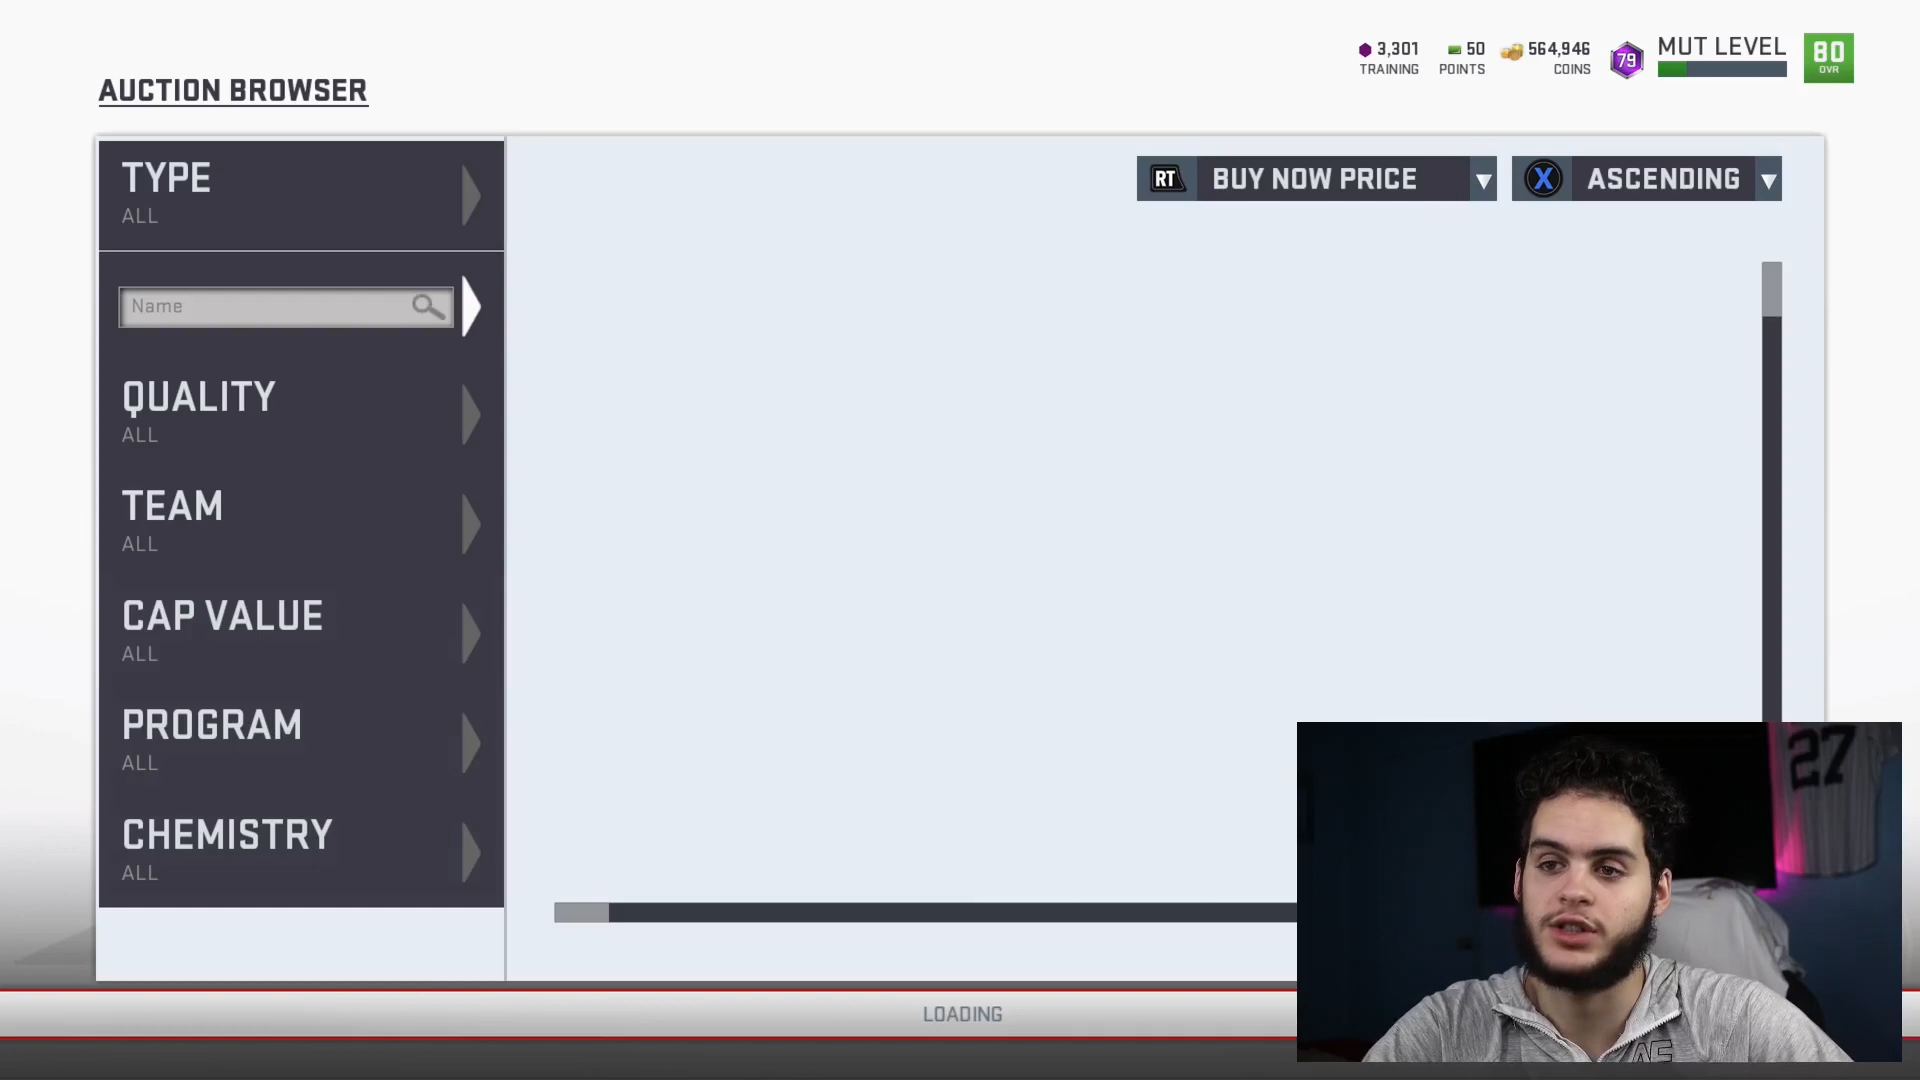 3,301
TRAINING
50
POINTS
564,946
COINS
79
MUT LEVEL
80
OVR
AUCTION BROWSER
TYPE
ALL
RT
BUY NOW PRICE
X
ASCENDING
Name
QUALITY
ALL
TEAM
ALL
CAP VALUE
ALL
PROGRAM
ALL
CHEMISTRY
ALL
27
LOADING